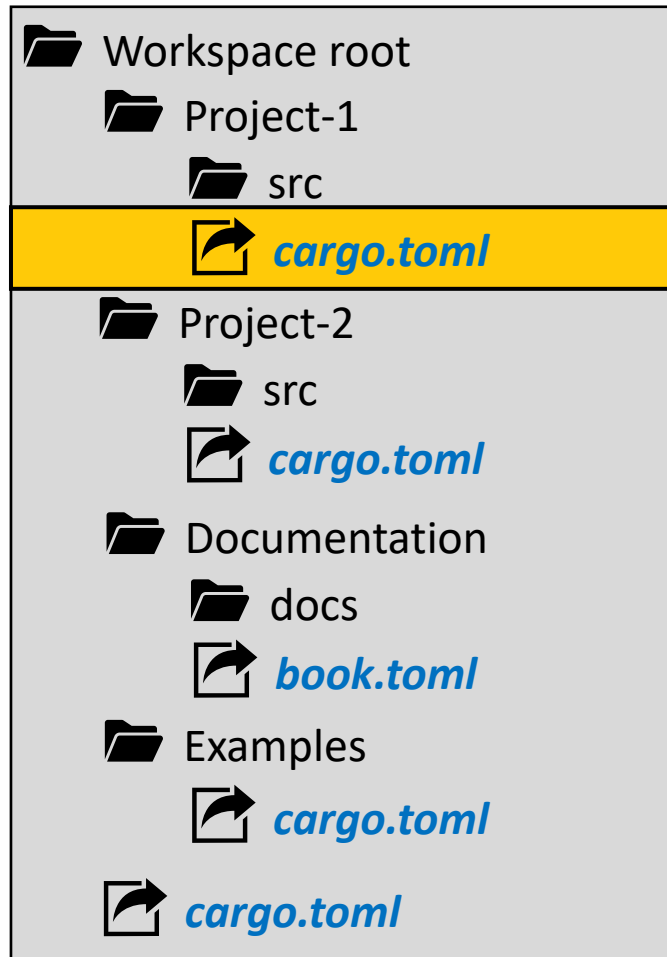 Workspace root
Project-1
src
cargo.toml
Project-2
src
cargo.toml
Documentation
docs
book.toml
Examples
cargo.toml
cargo.toml